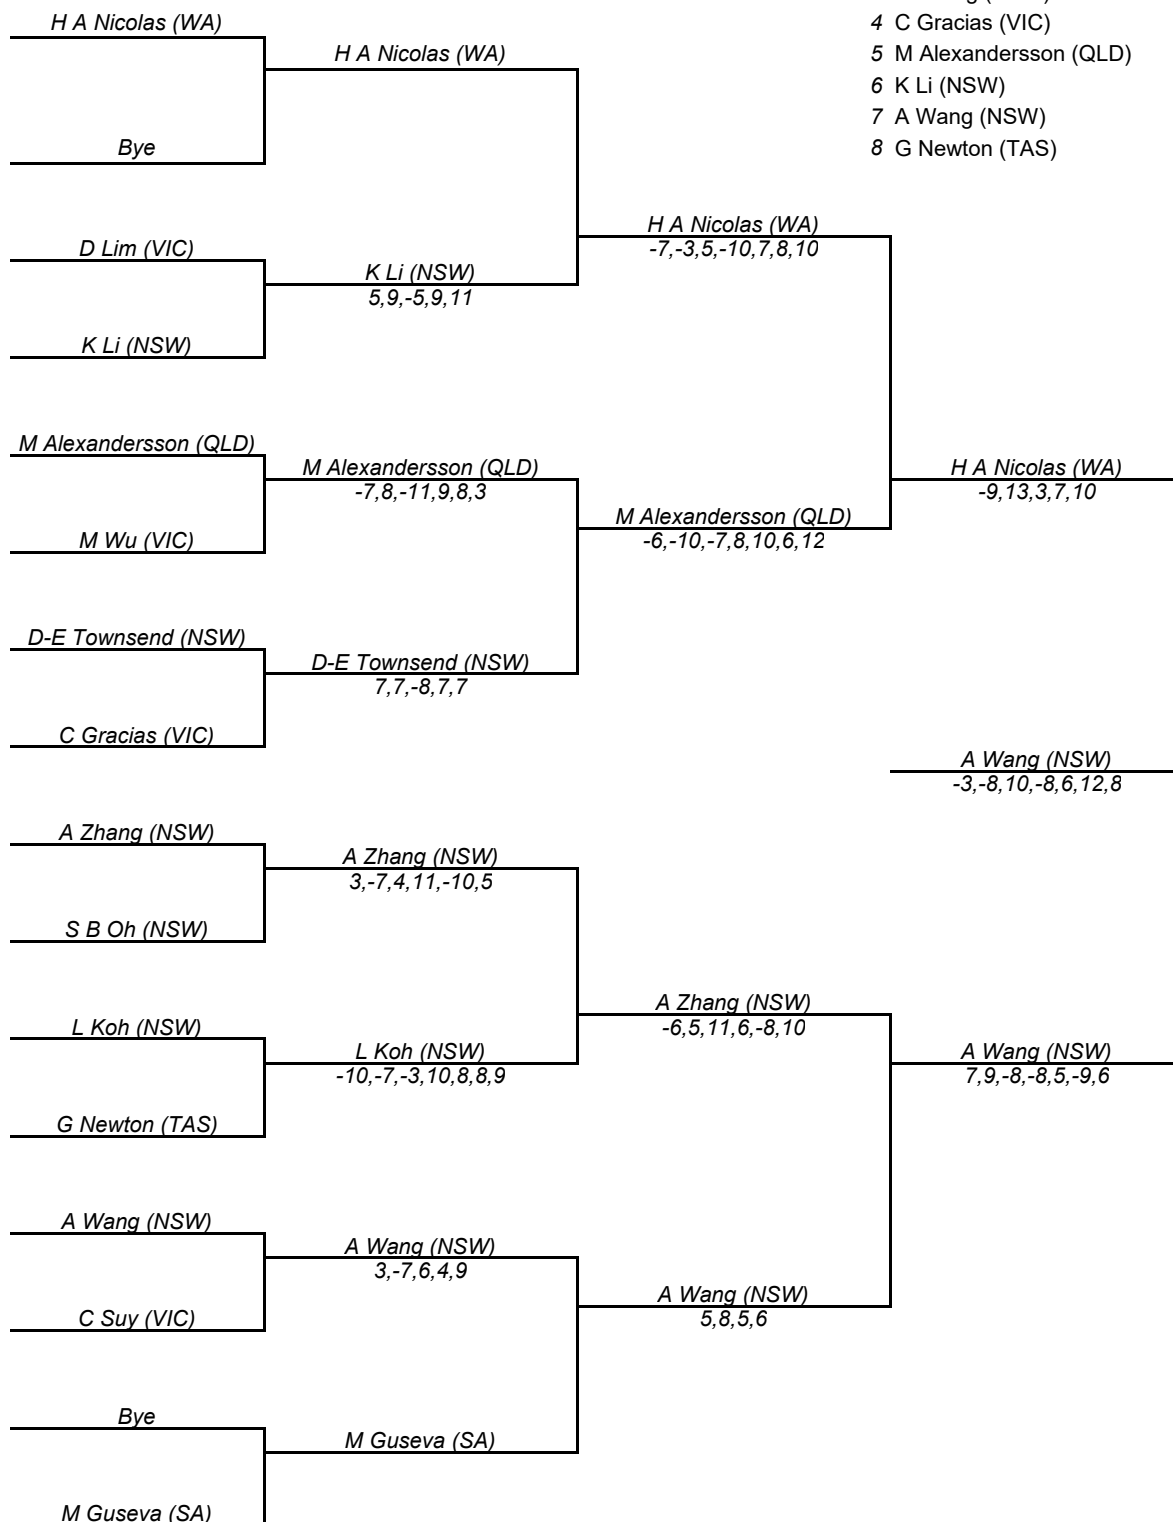 H A Nicolas (WA)
4 C Gracias (VIC)
H A Nicolas (WA)
5 M Alexandersson (QLD)
6 K Li (NSW)
7 A Wang (NSW)
Bye
8 G Newton (TAS)
H A Nicolas (WA)
D Lim (VIC)
-7,-3,5,-10,7,8,10
K Li (NSW)
5,9,-5,9,11
K Li (NSW)
M Alexandersson (QLD)
M Alexandersson (QLD)
H A Nicolas (WA)
-7,8,-11,9,8,3
-9,13,3,7,10
M Alexandersson (QLD)
M Wu (VIC)
-6,-10,-7,8,10,6,12
D-E Townsend (NSW)
D-E Townsend (NSW)
7,7,-8,7,7
C Gracias (VIC)
A Wang (NSW)
-3,-8,10,-8,6,12,8
A Zhang (NSW)
A Zhang (NSW)
3,-7,4,11,-10,5
S B Oh (NSW)
A Zhang (NSW)
L Koh (NSW)
-6,5,11,6,-8,10
L Koh (NSW)
A Wang (NSW)
-10,-7,-3,10,8,8,9
7,9,-8,-8,5,-9,6
G Newton (TAS)
A Wang (NSW)
A Wang (NSW)
3,-7,6,4,9
A Wang (NSW)
C Suy (VIC)
5,8,5,6
Bye
M Guseva (SA)
M Guseva (SA)